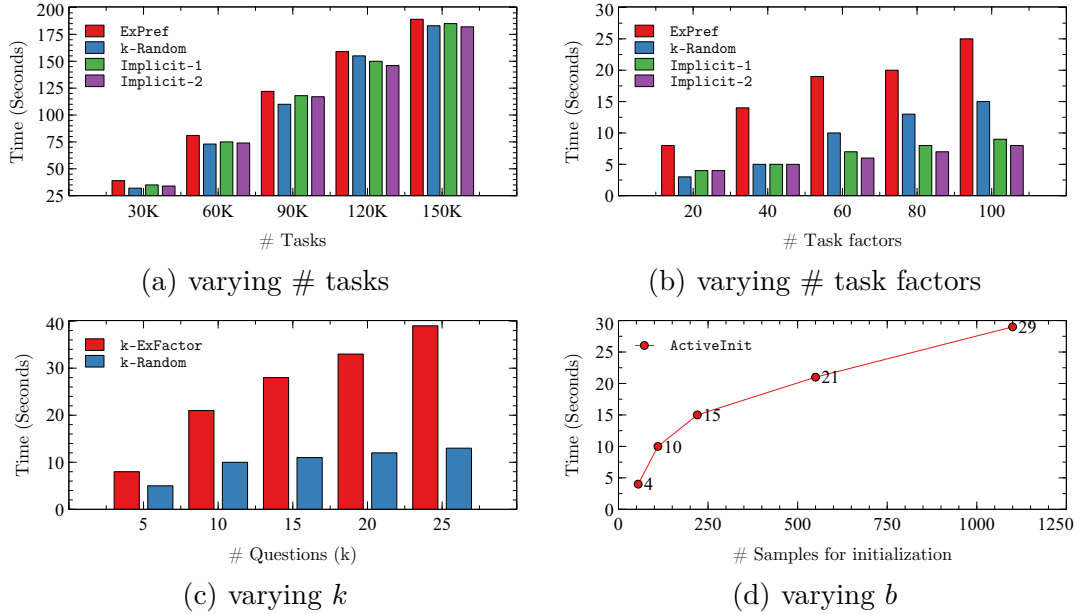 200
175
150
125
100
75
50
25
Time (Seconds)
ExPref
k-Random
Implicit-1
Implicit-2
30K 60K 90K 120K 150K
# Tasks
(a) varying # tasks
30
25
20
15
10
5
0
Time (Seconds)
ExPref
k-Random
Implicit-1
Implicit-2
20 40 60 80 100
# Task factors
(b) varying # task factors
40
30
20
10
0
Time (Seconds)
k-ExFactor
k-Random
5 10 15 20 25
# Questions (k)
(c) varying k
30
25
20
15
10
5
0
Time (Seconds)
ActiveInit
29
21
15
10
4
0 250 500 750 1000 1250
# Samples for initialization
(d) varying b